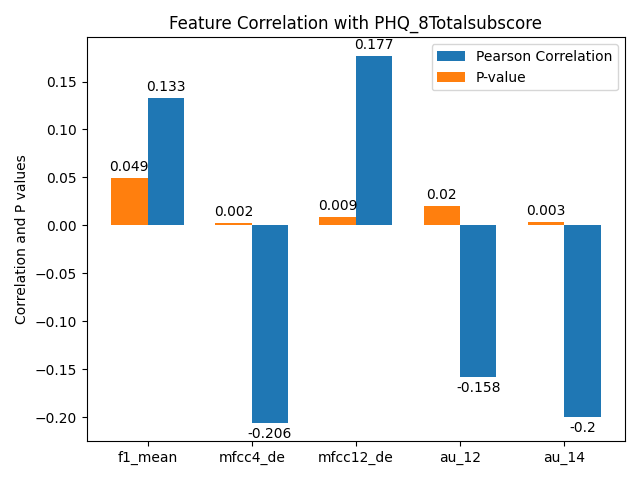 Feature Correlation with PHQ_8Totalsubscore
Pearson Correlation
P-value
Correlation and P values
0.15
0.10
0.05
0.00
−0.05
−0.10
−0.15
−0.20
0.049
0.133
0.002
-0.206
0.009
0.177
0.02
-0.158
0.003
-0.2
f1_mean
mfcc4_de
mfcc12_de
au_12
au_14